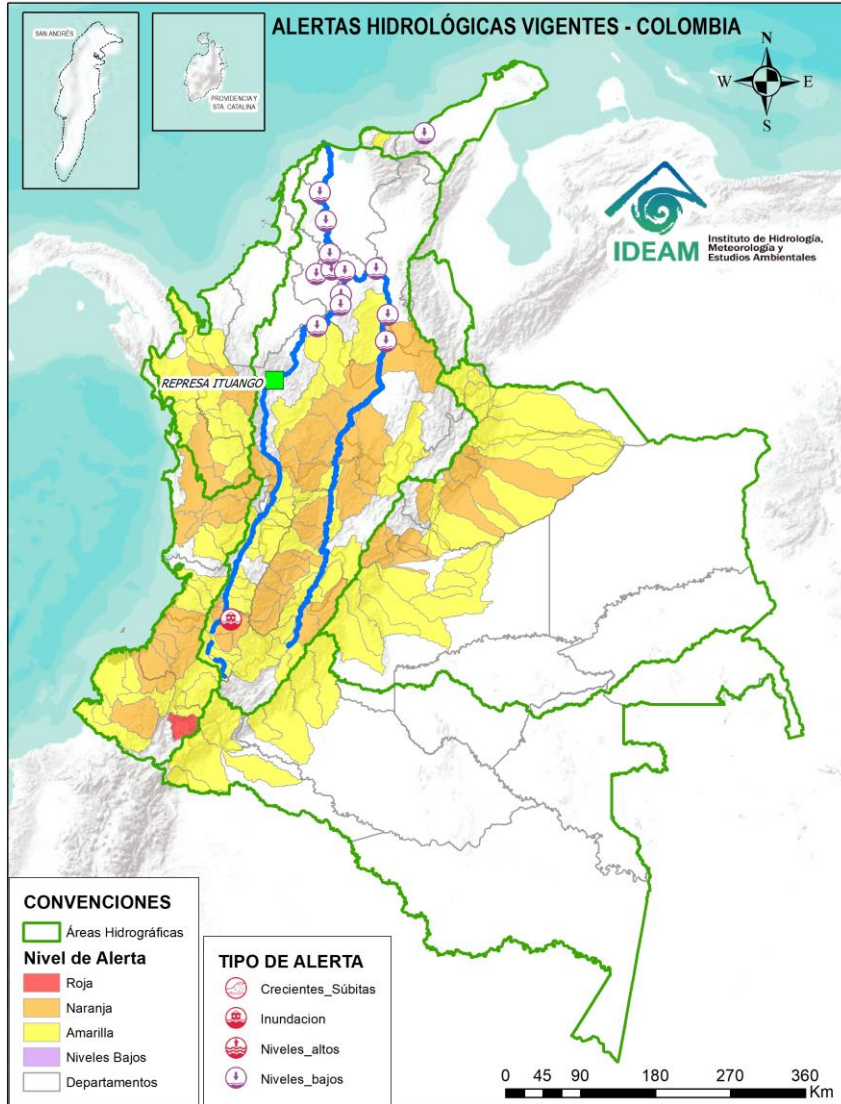 ALERTAS HIDROLÓGICAS VIGENTES - COLOMBIA
SAN ANDRÉS
PROVIDENCIA Y
STA. CATALINA
N
W
E
S
IDEAM
Instituto de Hidrología,
Meteorología y
Estudios Ambientales
REPRESA ITUANGO
CONVENCIONES
Áreas Hidrográficas
Nivel de Alerta
Roja
Naranja
Amarilla
Niveles Bajos
Departamentos
TIPO DE ALERTA
Crecientes_Súbitas
Inundacion
Niveles_altos
Niveles_bajos
0 45 90 180 270 360
Km